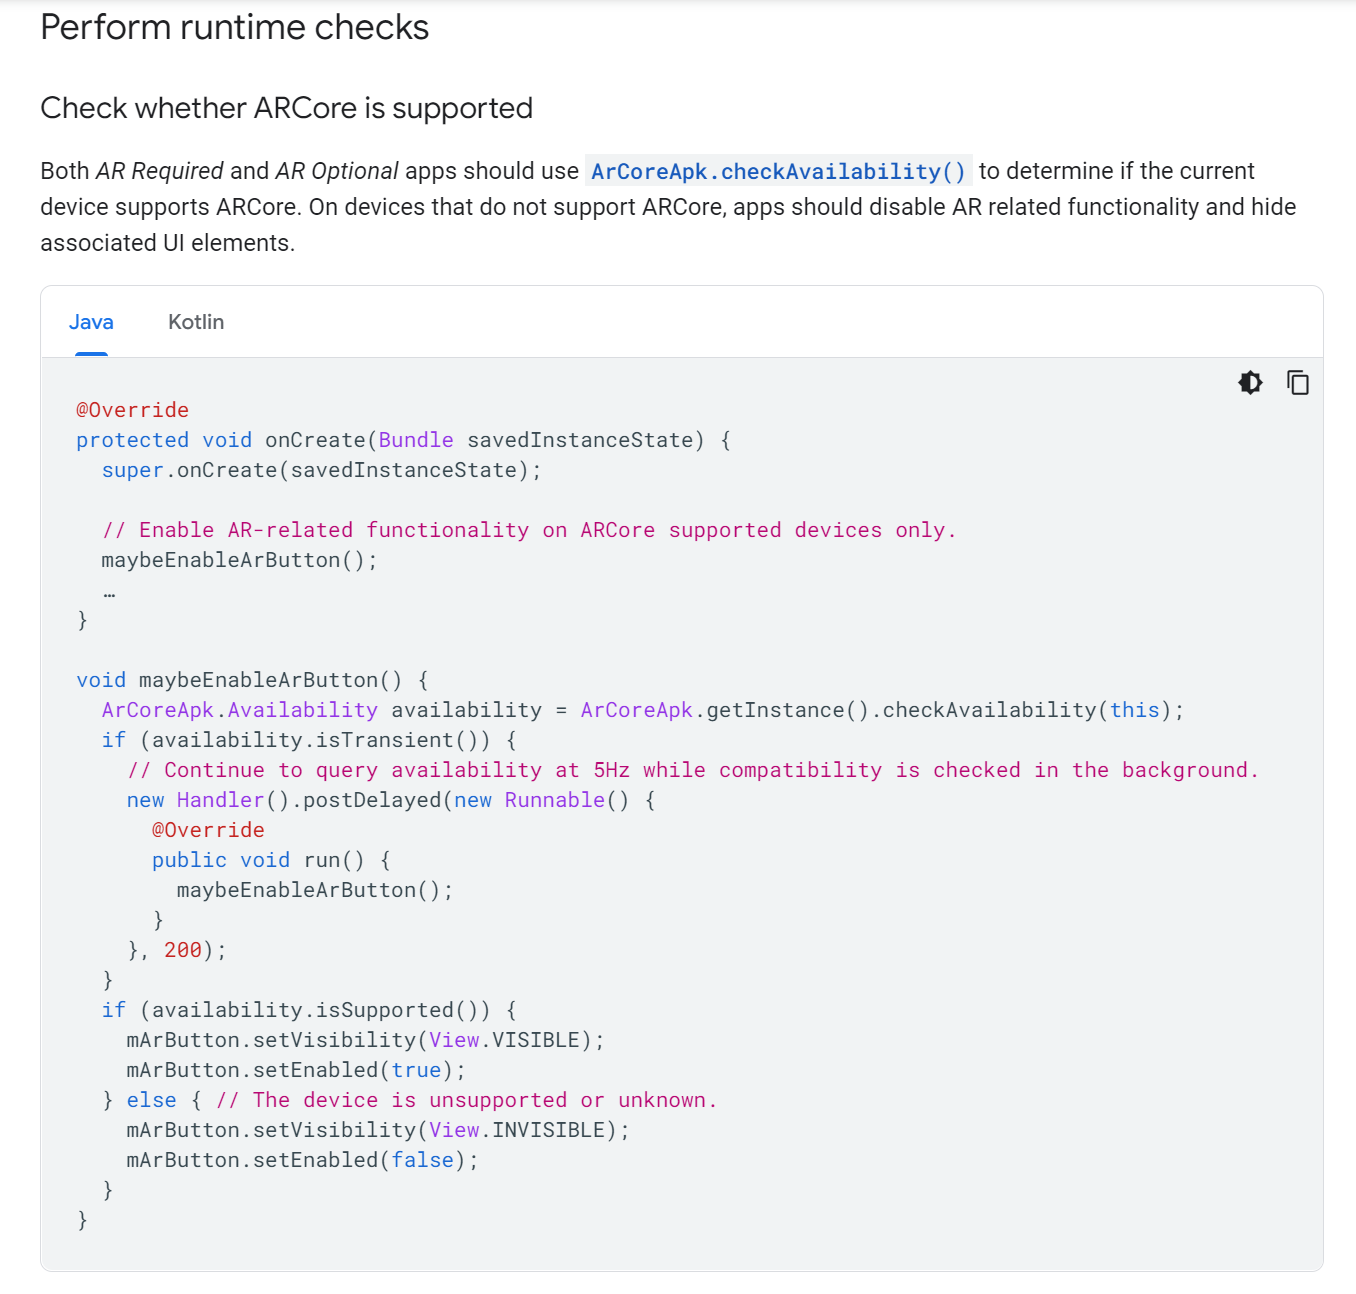 Perform runtime checks
Check whether ARCore is supported
Both AR Required and AR Optional apps should use ArCoreApk.checkAvailability() to determine if the current
device supports ARCore. On devices that do not support ARCore, apps should disable AR related functionality and hide
associated UI elements.
Java Kotlin
@Override
protected void onCreate(Bundle savedInstanceState) {
  super.onCreate(savedInstanceState);

  // Enable AR-related functionality on ARCore supported devices only.
  maybeEnableArButton();
  …
}

void maybeEnableArButton() {
  ArCoreApk.Availability availability = ArCoreApk.getInstance().checkAvailability(this);
  if (availability.isTransient()) {
    // Continue to query availability at 5Hz while compatibility is checked in the background.
    new Handler().postDelayed(new Runnable() {
      @Override
      public void run() {
        maybeEnableArButton();
      }
    }, 200);
  }
  if (availability.isSupported()) {
    mArButton.setVisibility(View.VISIBLE);
    mArButton.setEnabled(true);
  } else { // The device is unsupported or unknown.
    mArButton.setVisibility(View.INVISIBLE);
    mArButton.setEnabled(false);
  }
}